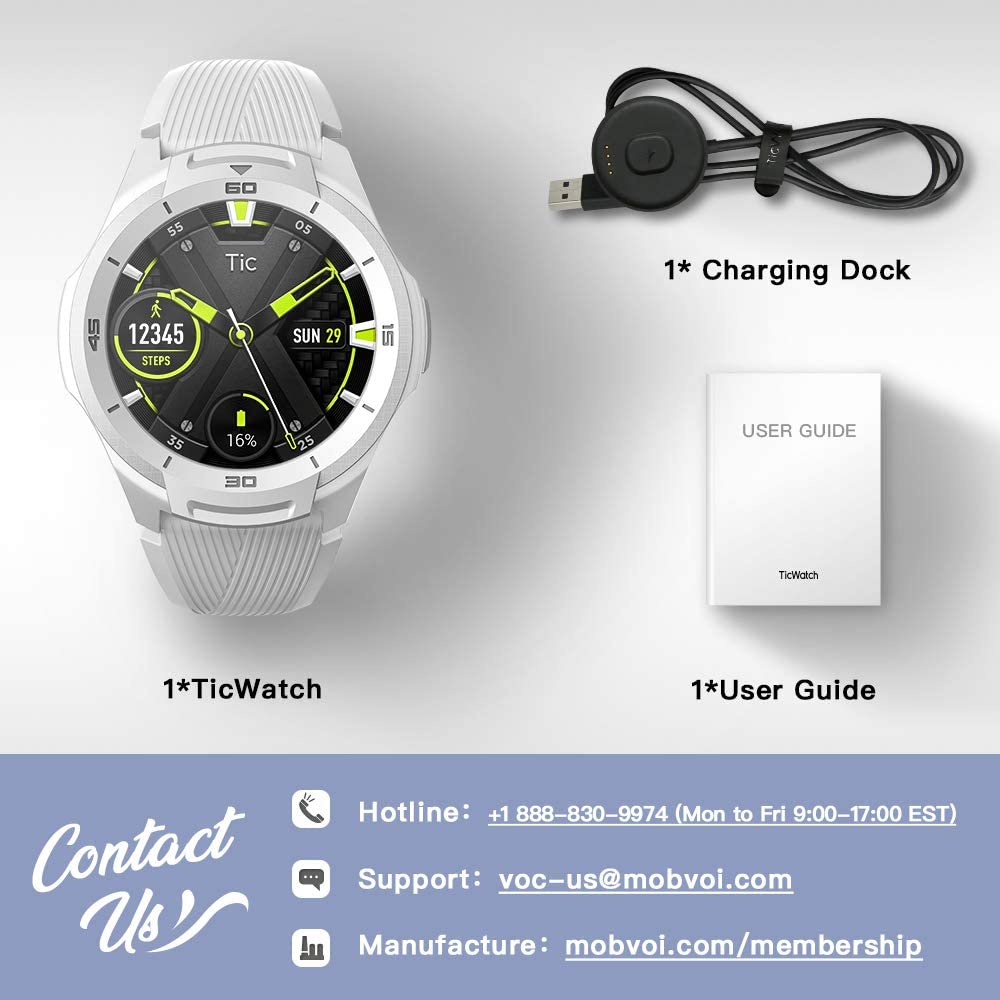 60
55
05
Tic
45
12345
STEPS
SUN 29
15
16%
35
25
30
1*TicWatch
1* Charging Dock
USER GUIDE
TicWatch
1*User Guide
Contact
Us
Hotline: +1 888-830-9974 (Mon to Fri 9:00-17:00 EST)
Support: voc-us@mobvoi.com
Manufacture: mobvoi.com/membership